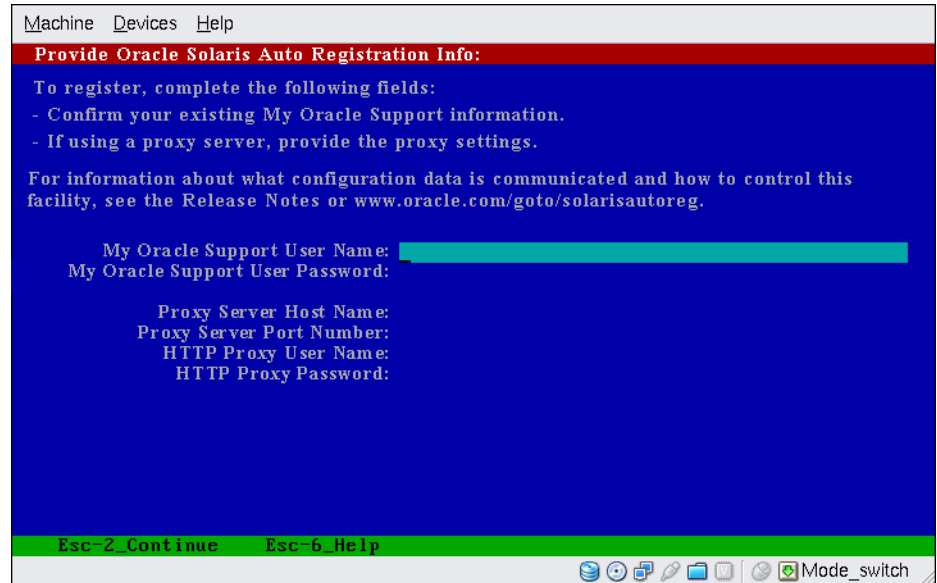 Machine Devices Help
Provide Oracle Solaris Auto Registration Info:
To register, complete the following fields:
- Confirm your existing My Oracle Support information.
- If using a proxy server, provide the proxy settings.
For information about what configuration data is communicated and how to control this
facility, see the Release Notes or www.oracle.com/goto/solarisautoreg.
My Oracle Support User Name:
My Oracle Support User Password:
Proxy Server Host Name:
Proxy Server Port Number:
HTTP Proxy User Name:
HTTP Proxy Password:
Esc-2_Continue Esc-6_Help
Mode_switch